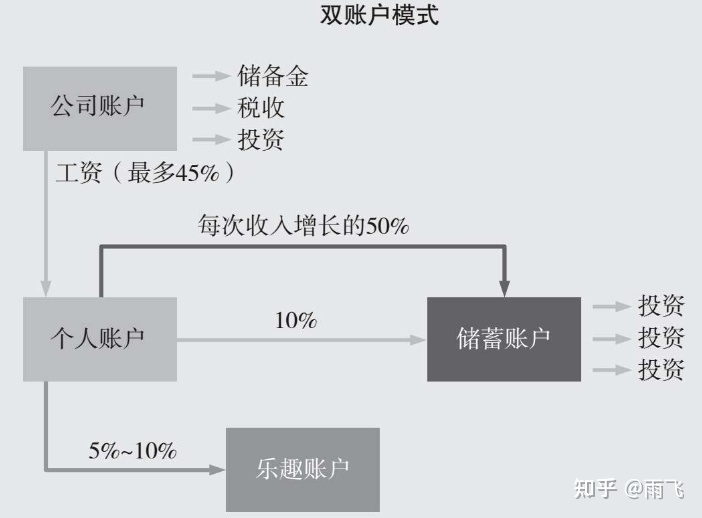 双账户模式
公司账户
储备金
税收
投资
工资（最多45%）
每次收入增长的50%
个人账户
10%
储蓄账户
投资
投资
投资
5%~10%
乐趣账户
知乎 @雨飞